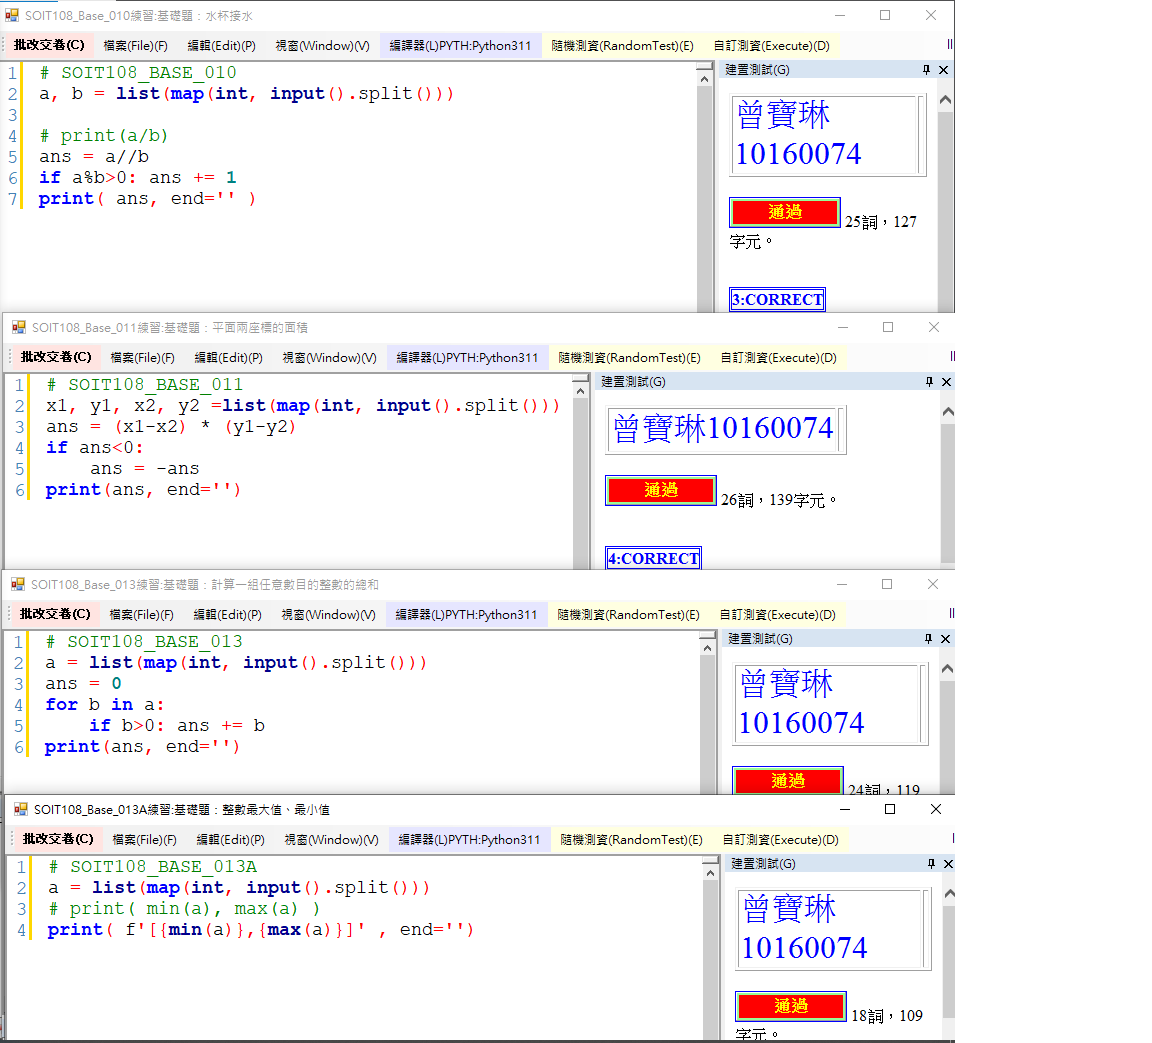 SOIT108_Base_010練習:基礎題：水杯接水
批改交卷(C) 檔案(File)(F) 編輯(Edit)(P) 視窗(Window)(V) 編譯器(L)PYTH:Python311 隨機測資(RandomTest)(E) 自訂測資(Execute)(D)
1 # SOIT108_BASE_010
2 a, b = list(map(int, input().split()))
3
4 # print(a/b)
5 ans = a//b
6 if a%b>0: ans += 1
7 print( ans, end='' )
建置測試(G)
曾寶琳
10160074
通過 25詞，127
字元。
3:CORRECT
SOIT108_Base_011練習:基礎題：平面兩座標的面積
批改交卷(C) 檔案(File)(F) 編輯(Edit)(P) 視窗(Window)(V) 編譯器(L)PYTH:Python311 隨機測資(RandomTest)(E) 自訂測資(Execute)(D)
1 # SOIT108_BASE_011
2 x1, y1, x2, y2 =list(map(int, input().split()))
3 ans = (x1-x2) * (y1-y2)
4 if ans<0:
5     ans = -ans
6 print(ans, end='')
建置測試(G)
曾寶琳10160074
通過 26詞，139字元。
4:CORRECT
SOIT108_Base_013練習:基礎題：計算一組任意數目的整數的總和
批改交卷(C) 檔案(File)(F) 編輯(Edit)(P) 視窗(Window)(V) 編譯器(L)PYTH:Python311 隨機測資(RandomTest)(E) 自訂測資(Execute)(D)
1 # SOIT108_BASE_013
2 a = list(map(int, input().split()))
3 ans = 0
4 for b in a:
5     if b>0: ans += b
6 print(ans, end='')
建置測試(G)
曾寶琳
10160074
通過 24詞，119
SOIT108_Base_013A練習:基礎題：整數最大值、最小值
批改交卷(C) 檔案(File)(F) 編輯(Edit)(P) 視窗(Window)(V) 編譯器(L)PYTH:Python311 隨機測資(RandomTest)(E) 自訂測資(Execute)(D)
1 # SOIT108_BASE_013A
2 a = list(map(int, input().split()))
3 # print( min(a), max(a) )
4 print( f'[{min(a)},{max(a)}]' , end='')
建置測試(G)
曾寶琳
10160074
通過 18詞，109
字元。